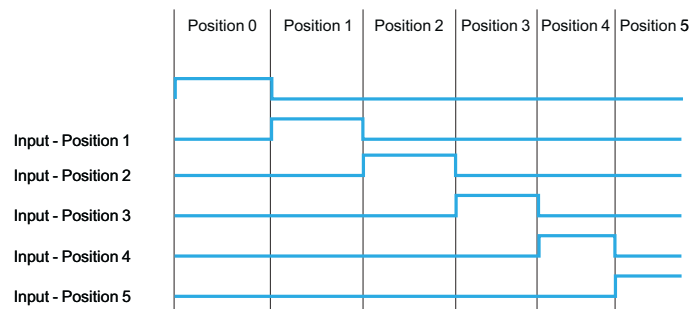 Position 0 Position 1 Position 2 Position 3 Position 4 Position 5
Input - Position 1
Input - Position 2
Input - Position 3
Input - Position 4
Input - Position 5